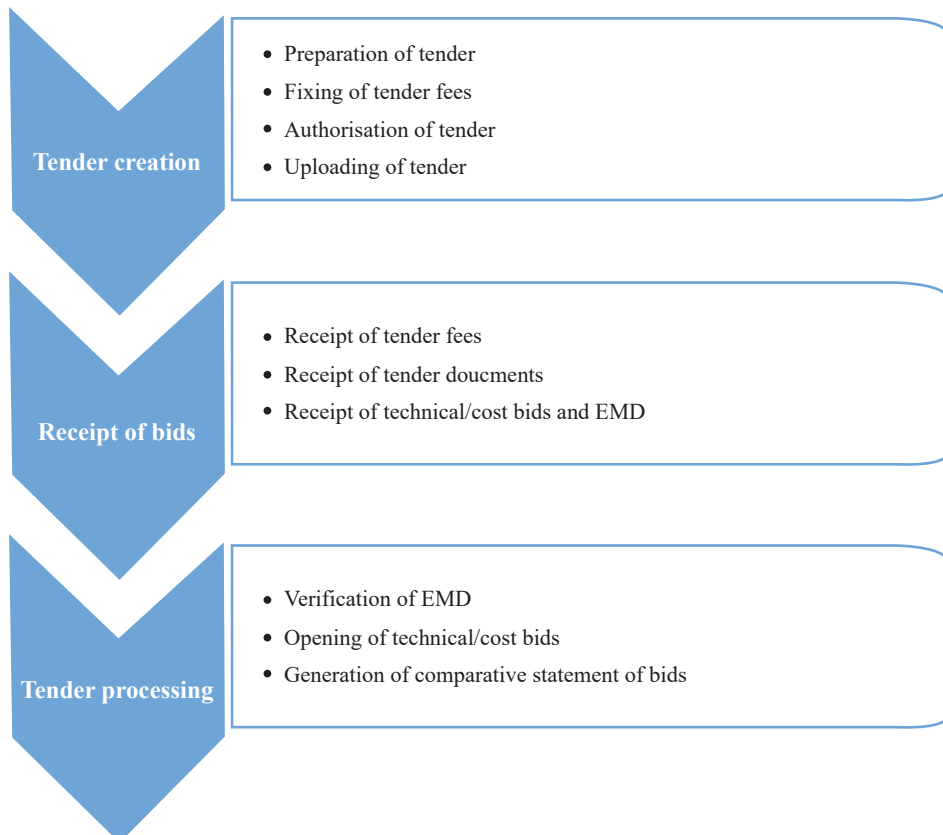 Tender creation
• Preparation of tender
• Fixing of tender fees
• Authorisation of tender
• Uploading of tender
Receipt of bids
• Receipt of tender fees
• Receipt of tender doucments
• Receipt of technical/cost bids and EMD
Tender processing
• Verification of EMD
• Opening of technical/cost bids
• Generation of comparative statement of bids